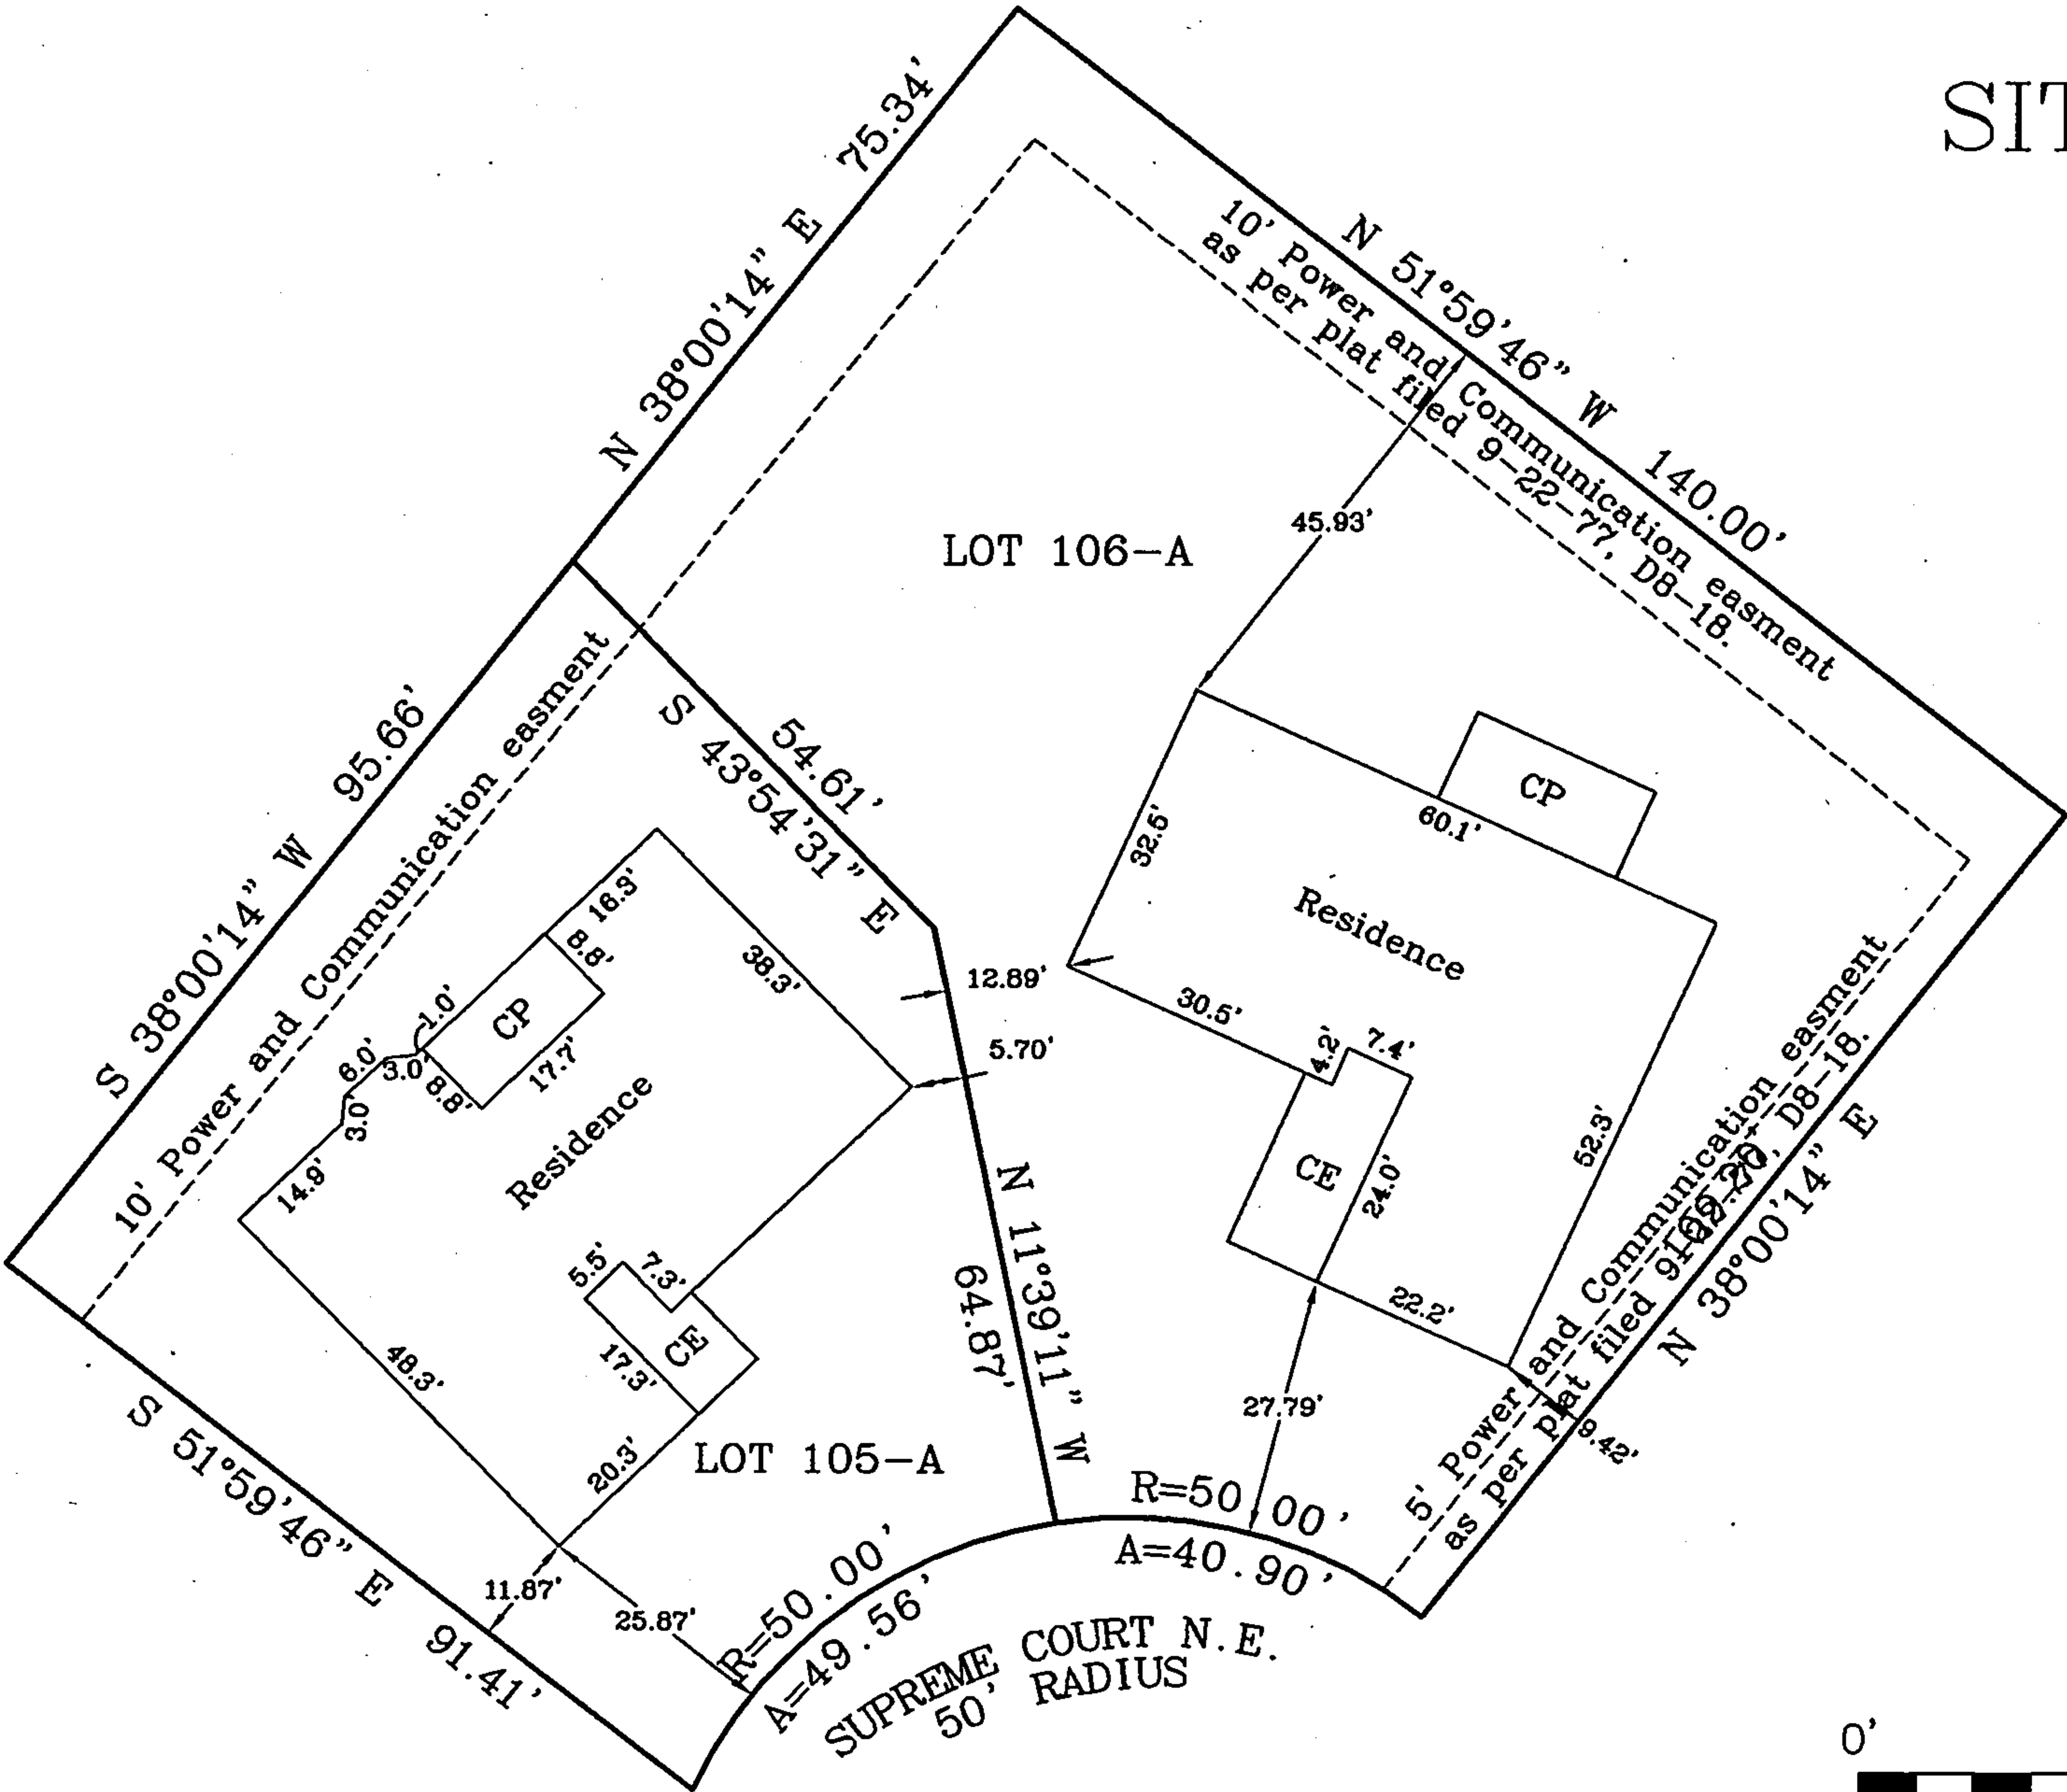 SIT
N 38°00'14" E 75.34'
N 51°59'46" W 140.00'
10' Power and Communication easment
as per plat filed 9-22-77, D8-18.
45.93'
LOT 106-A
S 38°00'14" W 95.66'
10' Power and Communication easment
54.61'
S 43°54'31" E
CP
60.1'
32.5'
Residence
30.5'
4.2'
7.4'
CE
24.0'
52.3'
22.2'
27.79'
9.42'
5' Power and Communication easment
as per plat filed D8-18.
N 38°00'14" E
16.3'
8.8'
38.3'
1.0'
CP
17.7'
8.8'
6.0'
3.0'
3.0'
14.9'
Residence
12.89'
5.70'
N 11°39'11" W
64.87'
5.5'
7.3'
CE
17.3'
48.3'
20.3'
LOT 105-A
S 51°59'46" E 91.41'
11.87'
25.87'
R=50.00'
A=49.56'
R=50.00'
A=40.90'
SUPREME COURT N.E.
50' RADIUS
0'